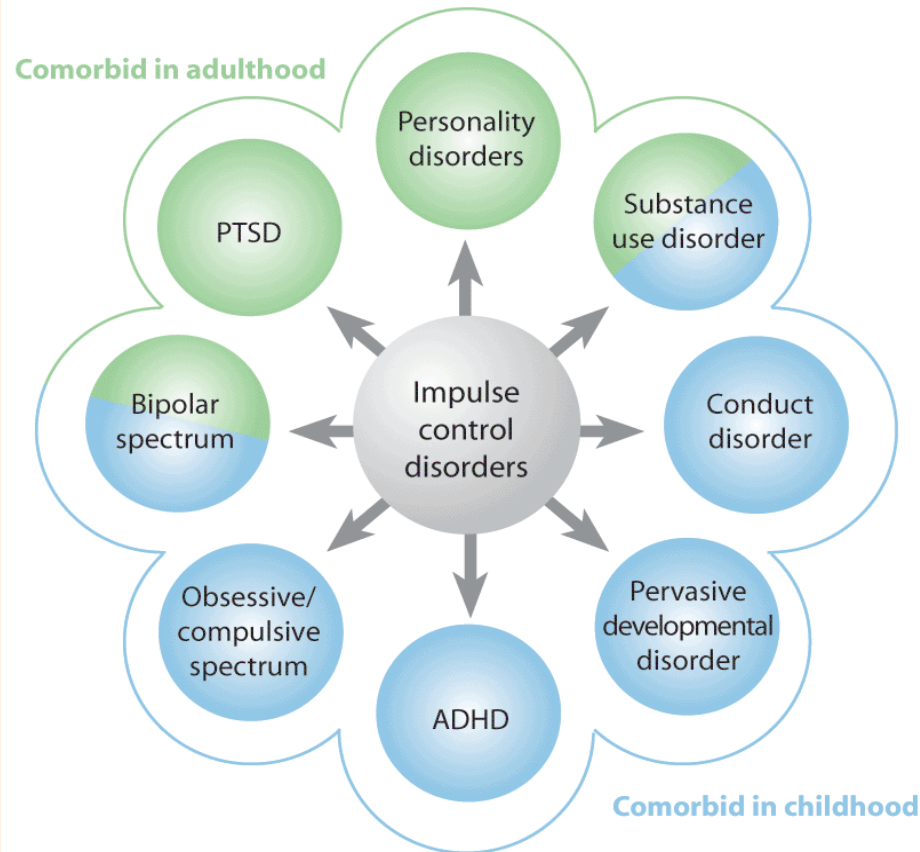 Comorbid in adulthood
Personality
disorders
PTSD
Substance
use disorder
Bipolar
spectrum
Impulse
control
disorders
Conduct
disorder
Obsessive/
compulsive
spectrum
ADHD
Pervasive
developmental
disorder
Comorbid in childhood